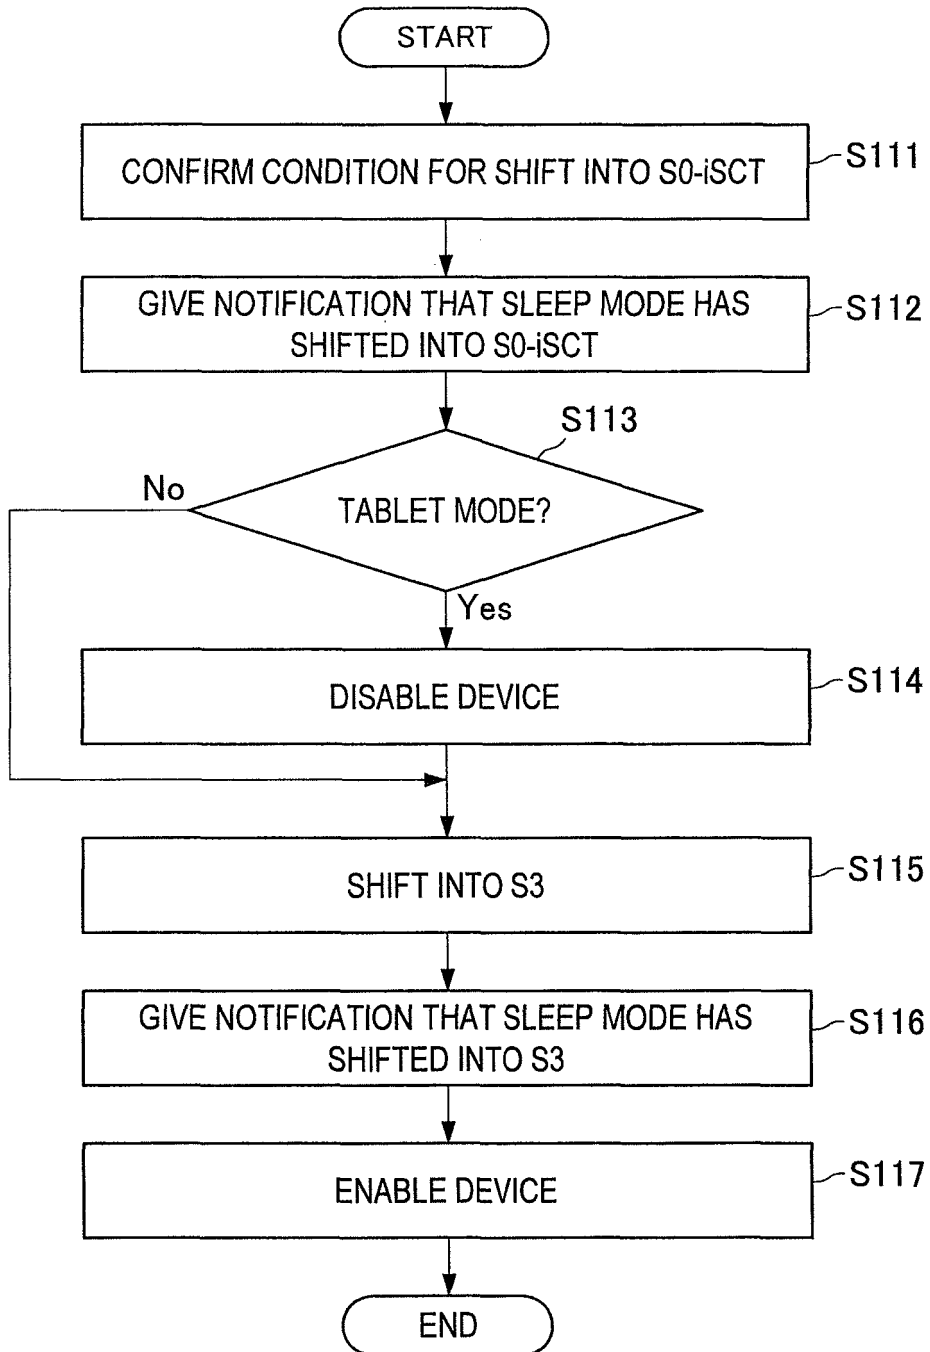 START
CONFIRM CONDITION FOR SHIFT INTO S0-iSCT
S111
GIVE NOTIFICATION THAT SLEEP MODE HAS
SHIFTED INTO S0-iSCT
S112
S113
No
TABLET MODE?
Yes
DISABLE DEVICE
S114
SHIFT INTO S3
S115
GIVE NOTIFICATION THAT SLEEP MODE HAS
SHIFTED INTO S3
S116
ENABLE DEVICE
S117
END